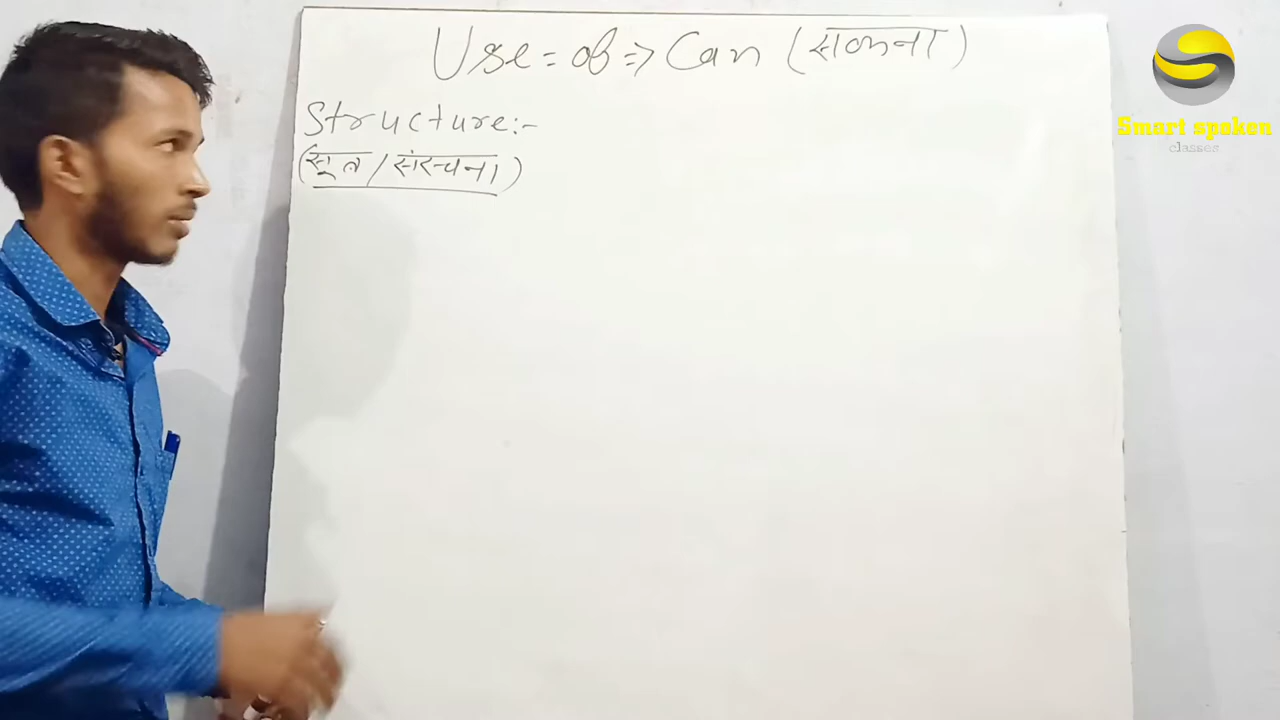 Use = of => Can (सकना)
Structure:-
(सूत्र / संरचना)
Smart spoken
classes